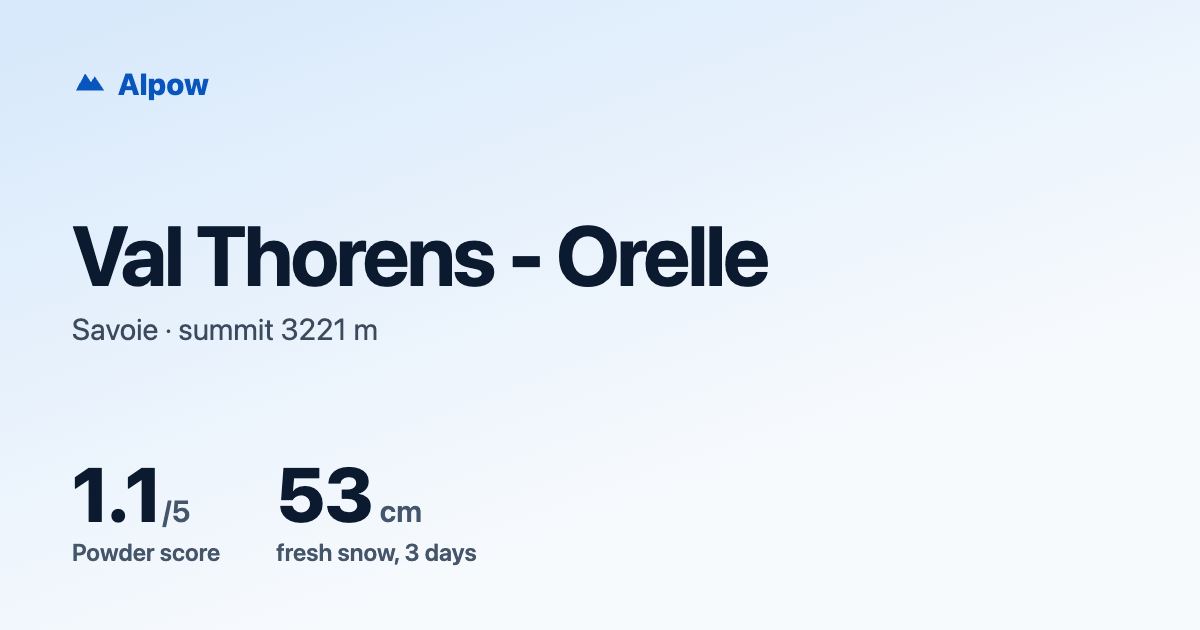 Alpow
Val Thorens - Orelle
Savoie · summit 3221 m
1.1/5
Powder score
53 cm
fresh snow, 3 days